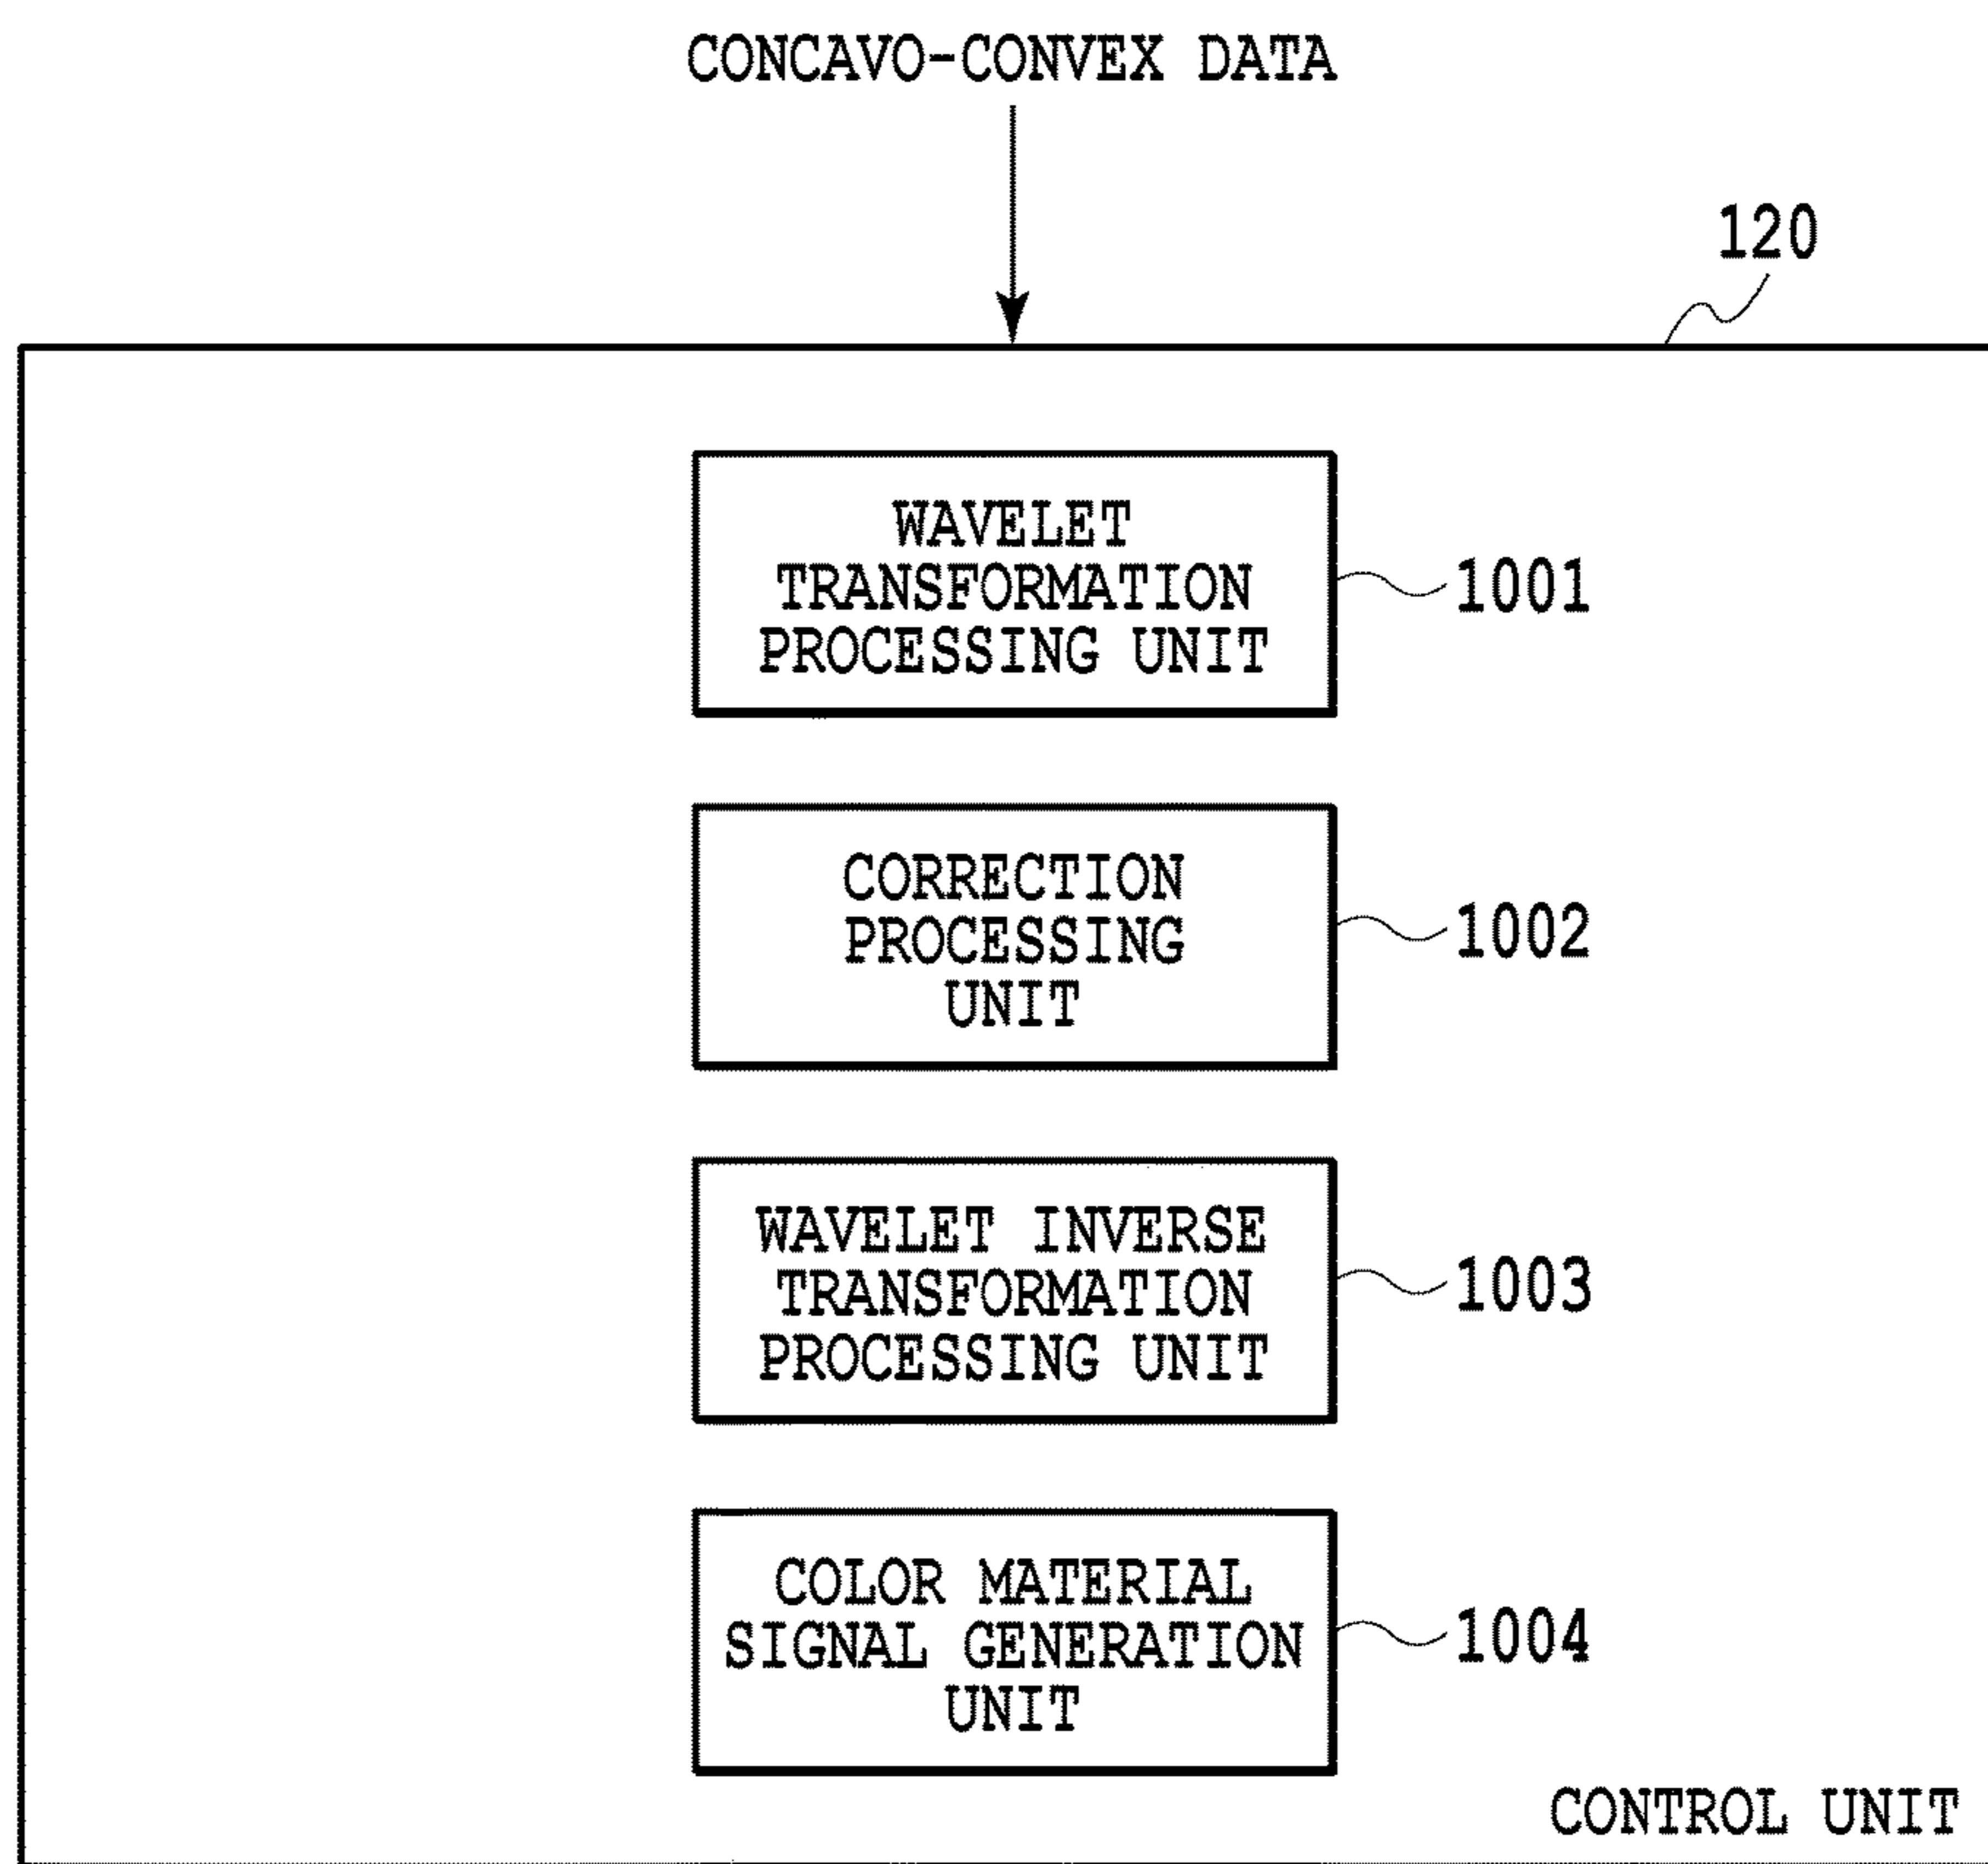 CONCAVO-CONVEX DATA
120
WAVELET
TRANSFORMATION
PROCESSING UNIT
1001
CORRECTION
PROCESSING
UNIT
1002
WAVELET INVERSE
TRANSFORMATION
PROCESSING UNIT
1003
COLOR MATERIAL
SIGNAL GENERATION
UNIT
1004
CONTROL UNIT